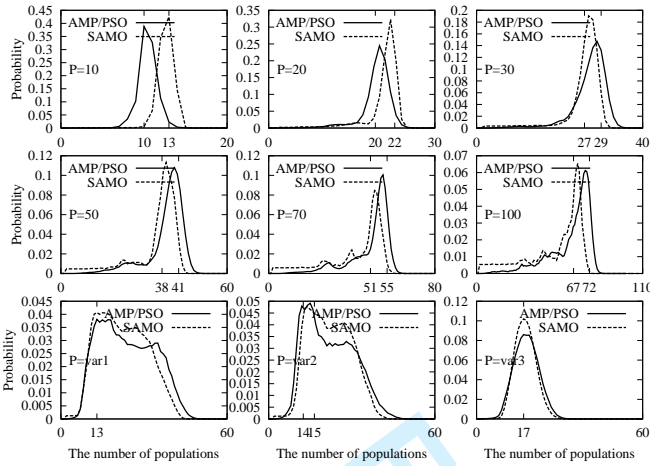 0.45
0.4
0.35
0.3
0.25
0.2
0.15
0.1
0.05
0
Probability
AMP/PSO
SAMO
P=10
0 10 13 20
0.35
0.3
0.25
0.2
0.15
0.1
0.05
0
AMP/PSO
SAMO
P=20
0 20 22 30
0.2
0.18
0.16
0.14
0.12
0.1
0.08
0.06
0.04
0.02
0
AMP/PSO
SAMO
P=30
0 27 29 40
0.12
0.1
0.08
0.06
0.04
0.02
0
Probability
AMP/PSO
SAMO
P=50
0 38 41 60
0.12
0.1
0.08
0.06
0.04
0.02
0
AMP/PSO
SAMO
P=70
0 51 55 80
0.07
0.06
0.05
0.04
0.03
0.02
0.01
0
AMP/PSO
SAMO
P=100
0 67 72 110
0.045
0.04
0.035
0.03
0.025
0.02
0.015
0.01
0.005
0
Probability
AMP/PSO
SAMO
P=var1
0 13 60
The number of populations
0.05
0.045
0.04
0.035
0.03
0.025
0.02
0.015
0.01
0.005
0
AMP/PSO
SAMO
P=var2
0 1415 60
The number of populations
0.12
0.1
0.08
0.06
0.04
0.02
0
AMP/PSO
SAMO
P=var3
0 17 60
The number of populations